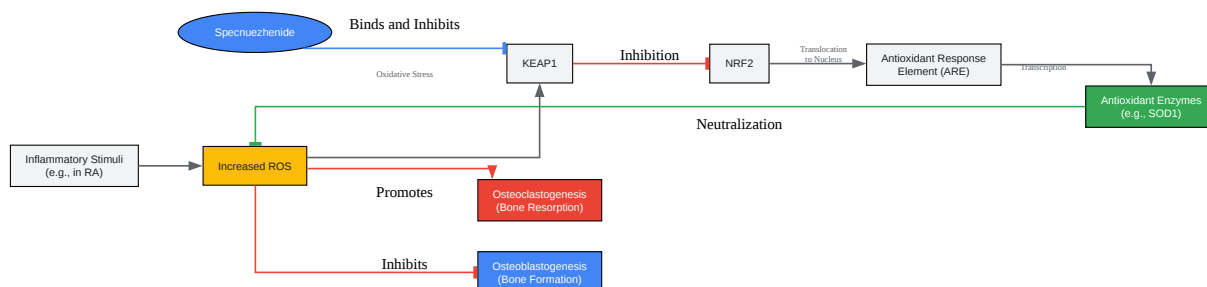 Specnuezhenide
Binds and Inhibits
KEAP1
Inhibition
NRF2
Translocation
to Nucleus
Antioxidant Response
Element (ARE)
Transcription
Oxidative Stress
Antioxidant Enzymes
(e.g., SOD1)
Neutralization
Inflammatory Stimuli
(e.g., in RA)
Increased ROS
Promotes
Osteoclastogenesis
(Bone Resorption)
Inhibits
Osteoblastogenesis
(Bone Formation)